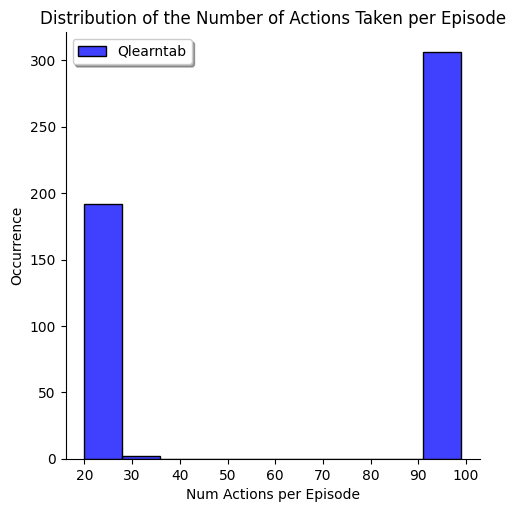 Distribution of the Number of Actions Taken per Episode
Qlearntab
300
250
200
150
100
50
0
Occurrence
20 30 40 50 60 70 80 90 100
Num Actions per Episode